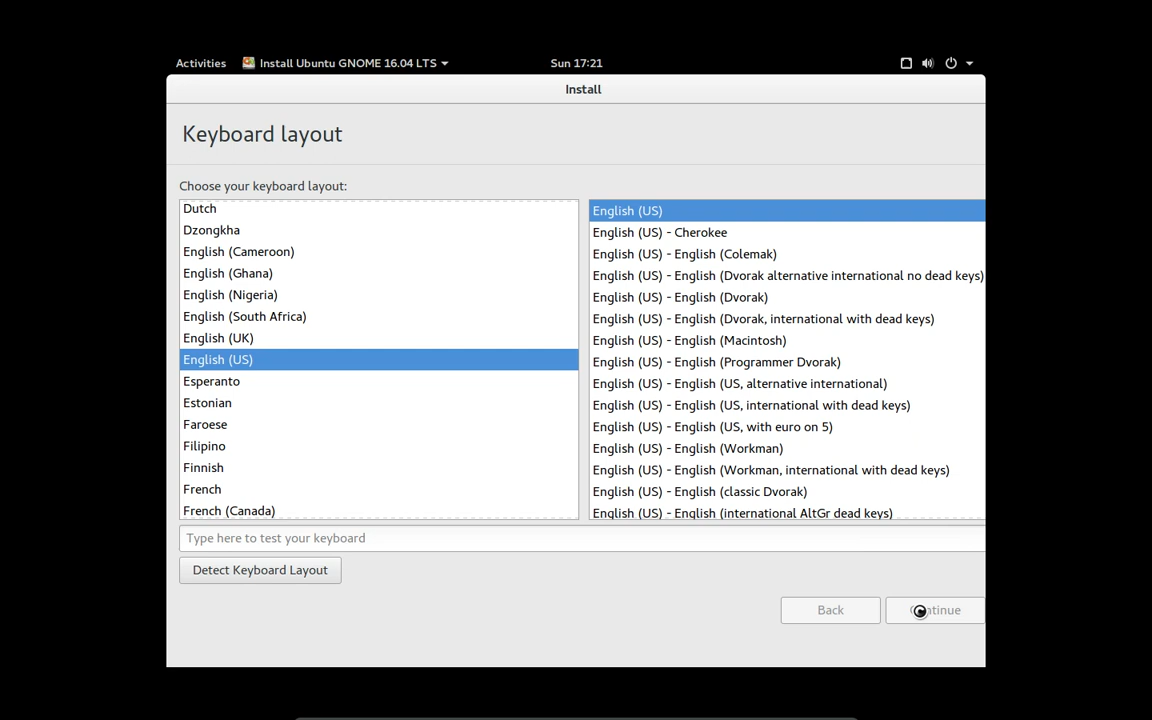 Activities Install Ubuntu GNOME 16.04 LTS Sun 17:21
Install
Keyboard layout
Choose your keyboard layout:
Dutch
Dzongkha
English (Cameroon)
English (Ghana)
English (Nigeria)
English (South Africa)
English (UK)
English (US)
Esperanto
Estonian
Faroese
Filipino
Finnish
French
French (Canada)
English (US)
English (US) - Cherokee
English (US) - English (Colemak)
English (US) - English (Dvorak alternative international no dead keys)
English (US) - English (Dvorak)
English (US) - English (Dvorak, international with dead keys)
English (US) - English (Macintosh)
English (US) - English (Programmer Dvorak)
English (US) - English (US, alternative international)
English (US) - English (US, international with dead keys)
English (US) - English (US, with euro on 5)
English (US) - English (Workman)
English (US) - English (Workman, international with dead keys)
English (US) - English (classic Dvorak)
English (US) - English (international AltGr dead keys)
Type here to test your keyboard
Detect Keyboard Layout
Back Continue